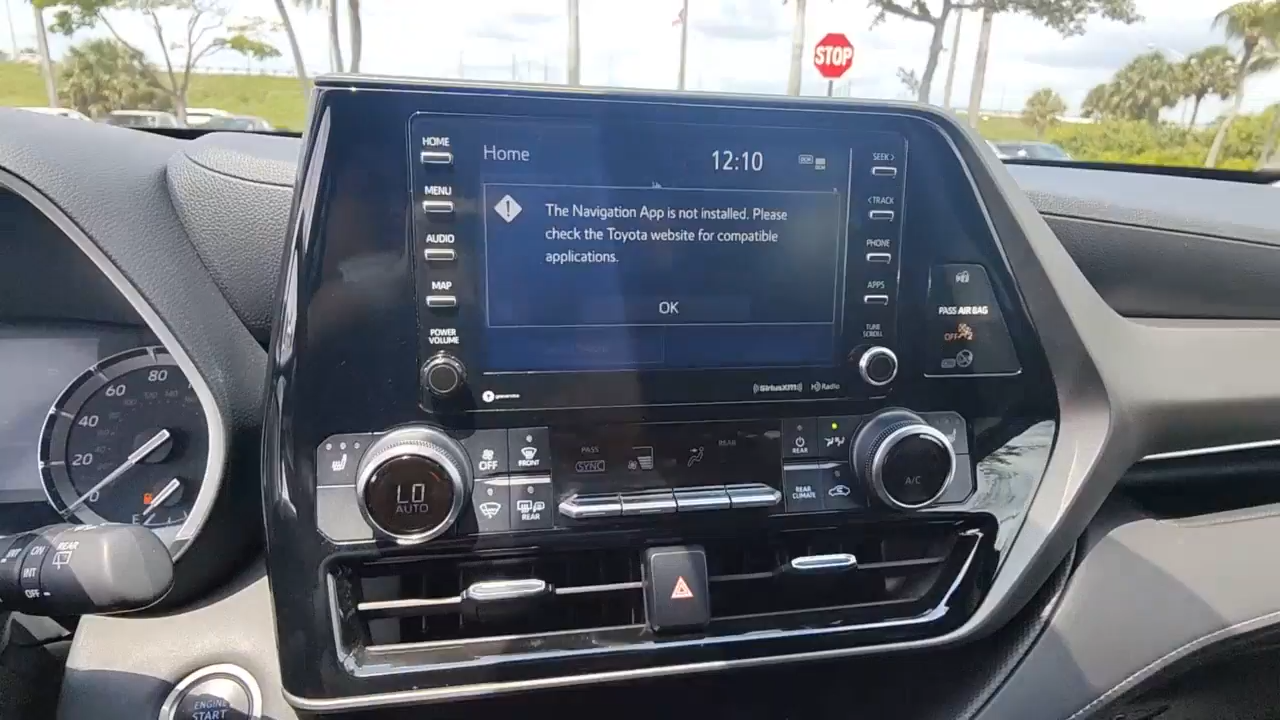 STOP
HOME
MENU
AUDIO
MAP
POWER
VOLUME
Home
12:10
The Navigation App is not installed. Please
check the Toyota website for compatible
applications.
OK
SEEK >
< TRACK
PHONE
APPS
TUNE
SCROLL
((SiriusXM))
HD Radio
PASS AIR BAG
OFF
80
60
40
20
0
E
LO
AUTO
OFF
FRONT
REAR
PASS
SYNC
REAR
REAR
REAR
CLIMATE
A/C
REAR
ON
INT
INT
OFF
ENGINE
START